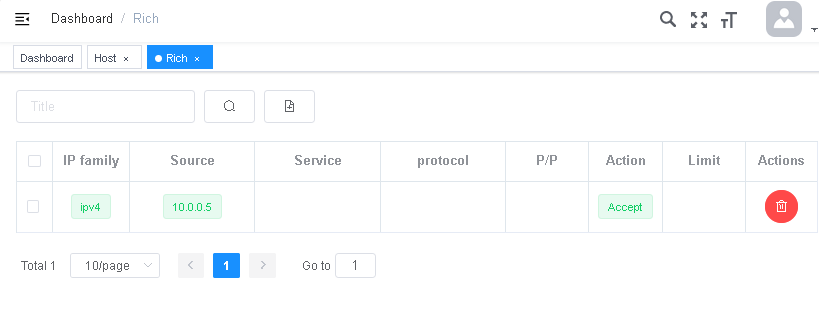 Dashboard / Rich
Dashboard Host × Rich ×
Title
IP family Source Service protocol P/P Action Limit Actions
ipv4 10.0.0.5 Accept
Total 1 10/page 1 Go to 1